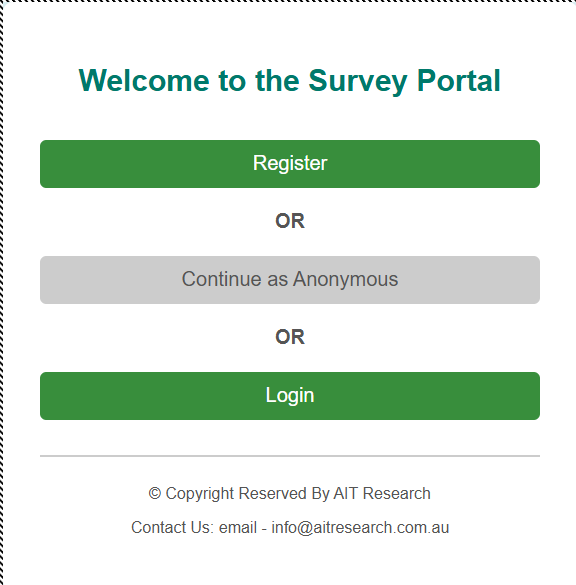 Welcome to the Survey Portal
Register
OR
Continue as Anonymous
OR
Login
© Copyright Reserved By AIT Research
Contact Us: email - info@aitresearch.com.au